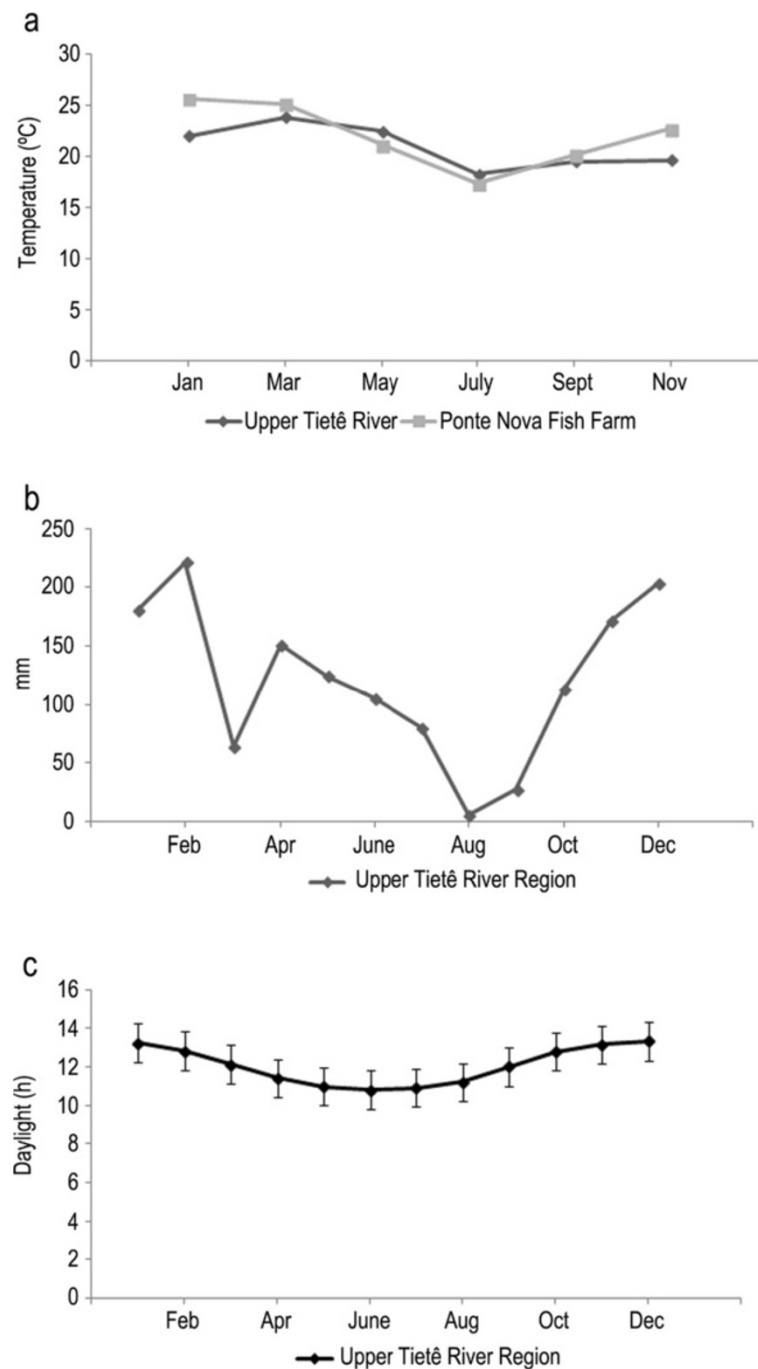 a
30
25
20
15
10
5
0
Temperature (ºC)
Jan Mar May July Sept Nov
Upper Tietê River Ponte Nova Fish Farm
b
250
200
150
100
50
0
mm
Feb Apr June Aug Oct Dec
Upper Tietê River Region
c
16
14
12
10
8
6
4
2
0
Daylight (h)
Feb Apr June Aug Oct Dec
Upper Tietê River Region